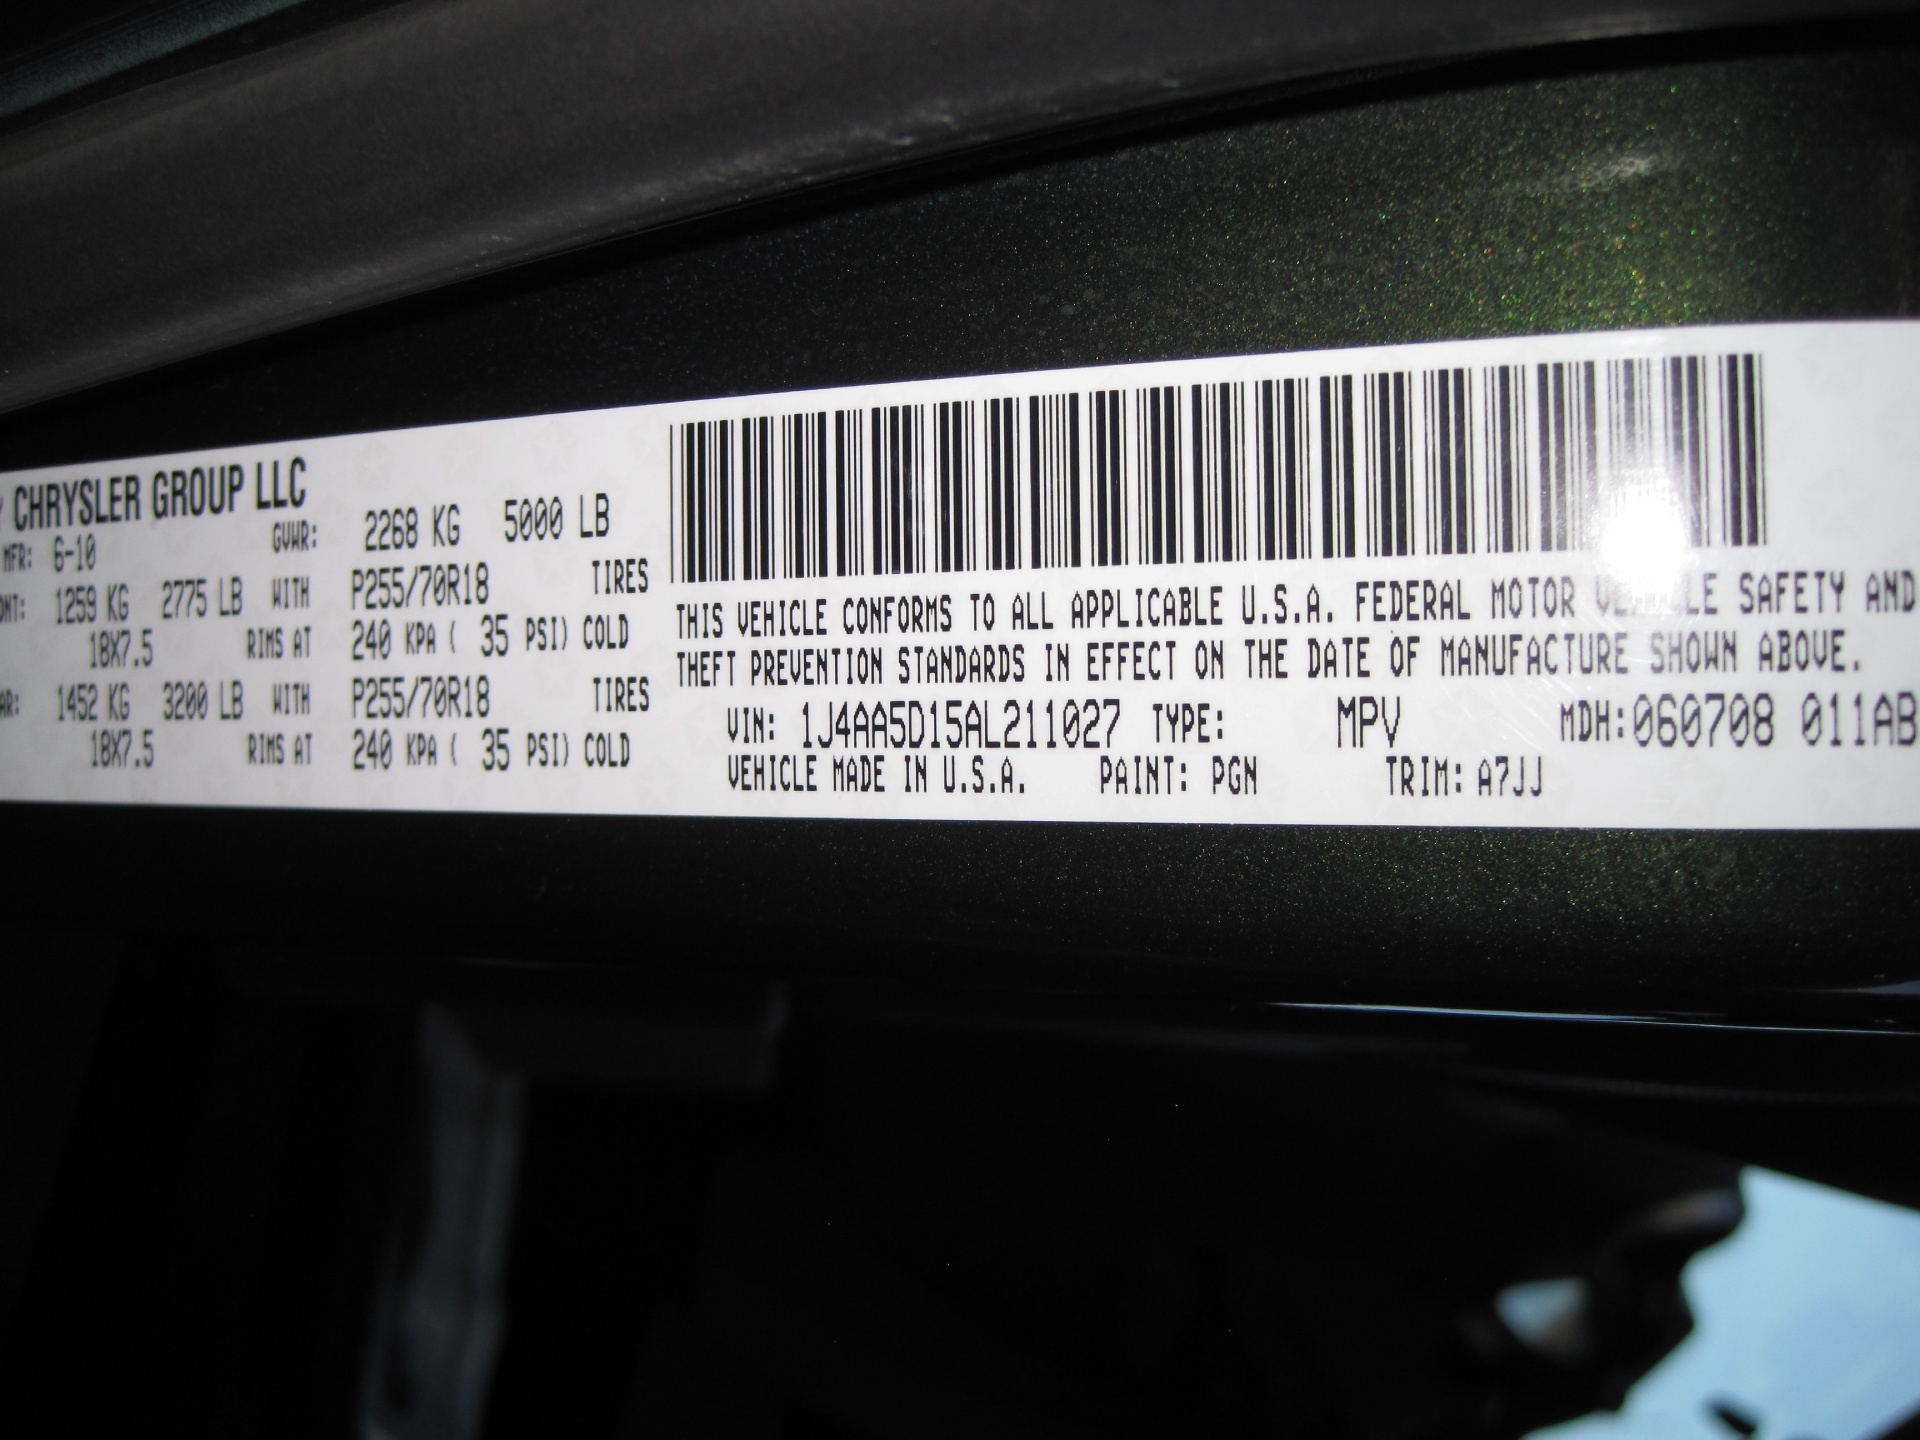 CHRYSLER GROUP LLC
MFR: 6-10 GVWR: 2268 KG 5000 LB
1259 KG 2775 LB WITH P255/70R18 TIRES
18X7.5 RIMS AT 240 KPA ( 35 PSI) COLD
1452 KG 3200 LB WITH P255/70R18 TIRES
18X7.5 RIMS AT 240 KPA ( 35 PSI) COLD
THIS VEHICLE CONFORMS TO ALL APPLICABLE U.S.A. FEDERAL MOTOR VEHICLE SAFETY AND
THEFT PREVENTION STANDARDS IN EFFECT ON THE DATE OF MANUFACTURE SHOWN ABOVE.
VIN: 1J4AA5D15AL211027 TYPE: MPV MDH:060708 011AB
VEHICLE MADE IN U.S.A. PAINT: PGN TRIM: A7JJ